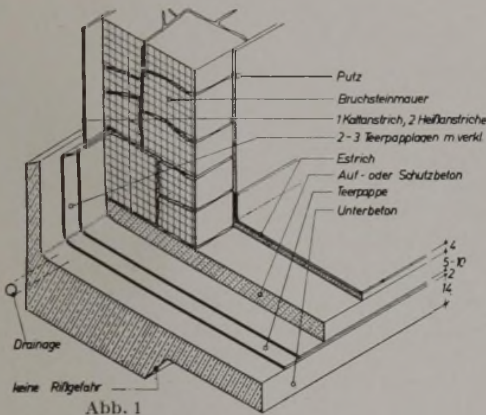 Putz
Bruchsteinmauer
1 Kaltanstrich, 2 Heißanstriche
2-3 Teerpapplagen m. verkl.
Estrich
Auf- oder Schutzbeton
Teerpappe
Unterbeton
4
5-10
2
14
Drainage
keine Rißgefahr
Abb. 1